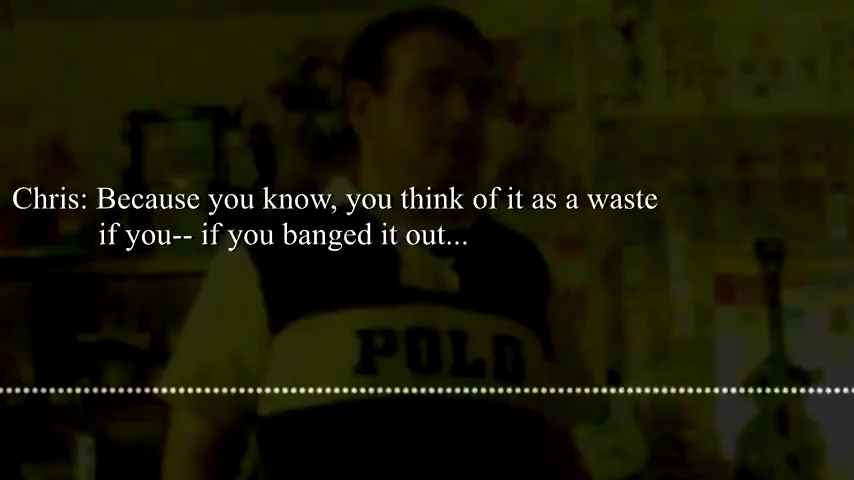 Chris: Because you know, you think of it as a waste
if you-- if you banged it out...
POLO